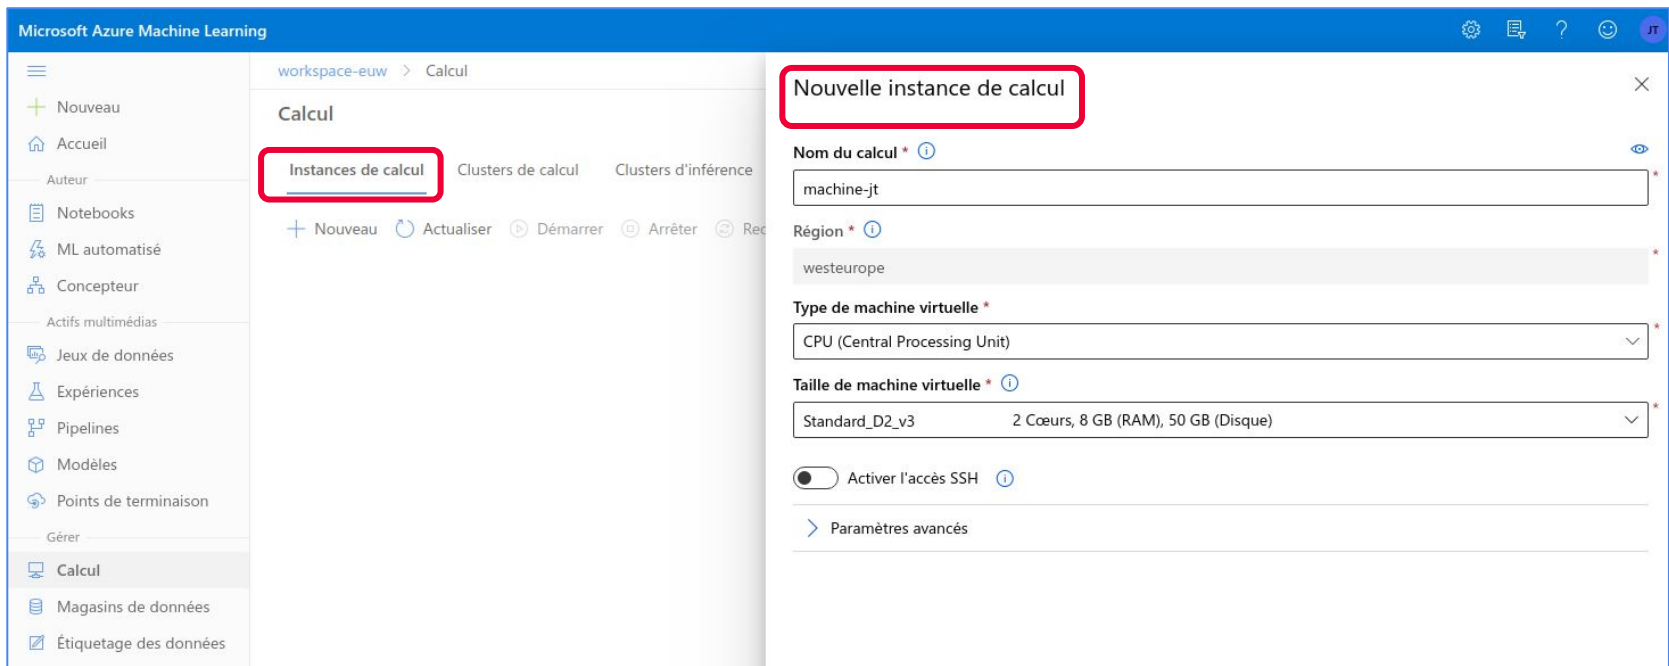 Microsoft Azure Machine Learning
JT
Nouveau
Accueil
Auteur
Notebooks
ML automatisé
Concepteur
Actifs multimédias
Jeux de données
Expériences
Pipelines
Modèles
Points de terminaison
Gérer
Calcul
Magasins de données
Étiquetage des données
workspace-euw > Calcul
Calcul
Instances de calcul Clusters de calcul Clusters d'inférence
Nouveau Actualiser Démarrer Arrêter
Nouvelle instance de calcul
Nom du calcul *
machine-jt
*
Région *
westeurope
*
Type de machine virtuelle *
CPU (Central Processing Unit)
*
Taille de machine virtuelle *
Standard_D2_v3 2 Cœurs, 8 GB (RAM), 50 GB (Disque)
*
Activer l'accès SSH
Paramètres avancés